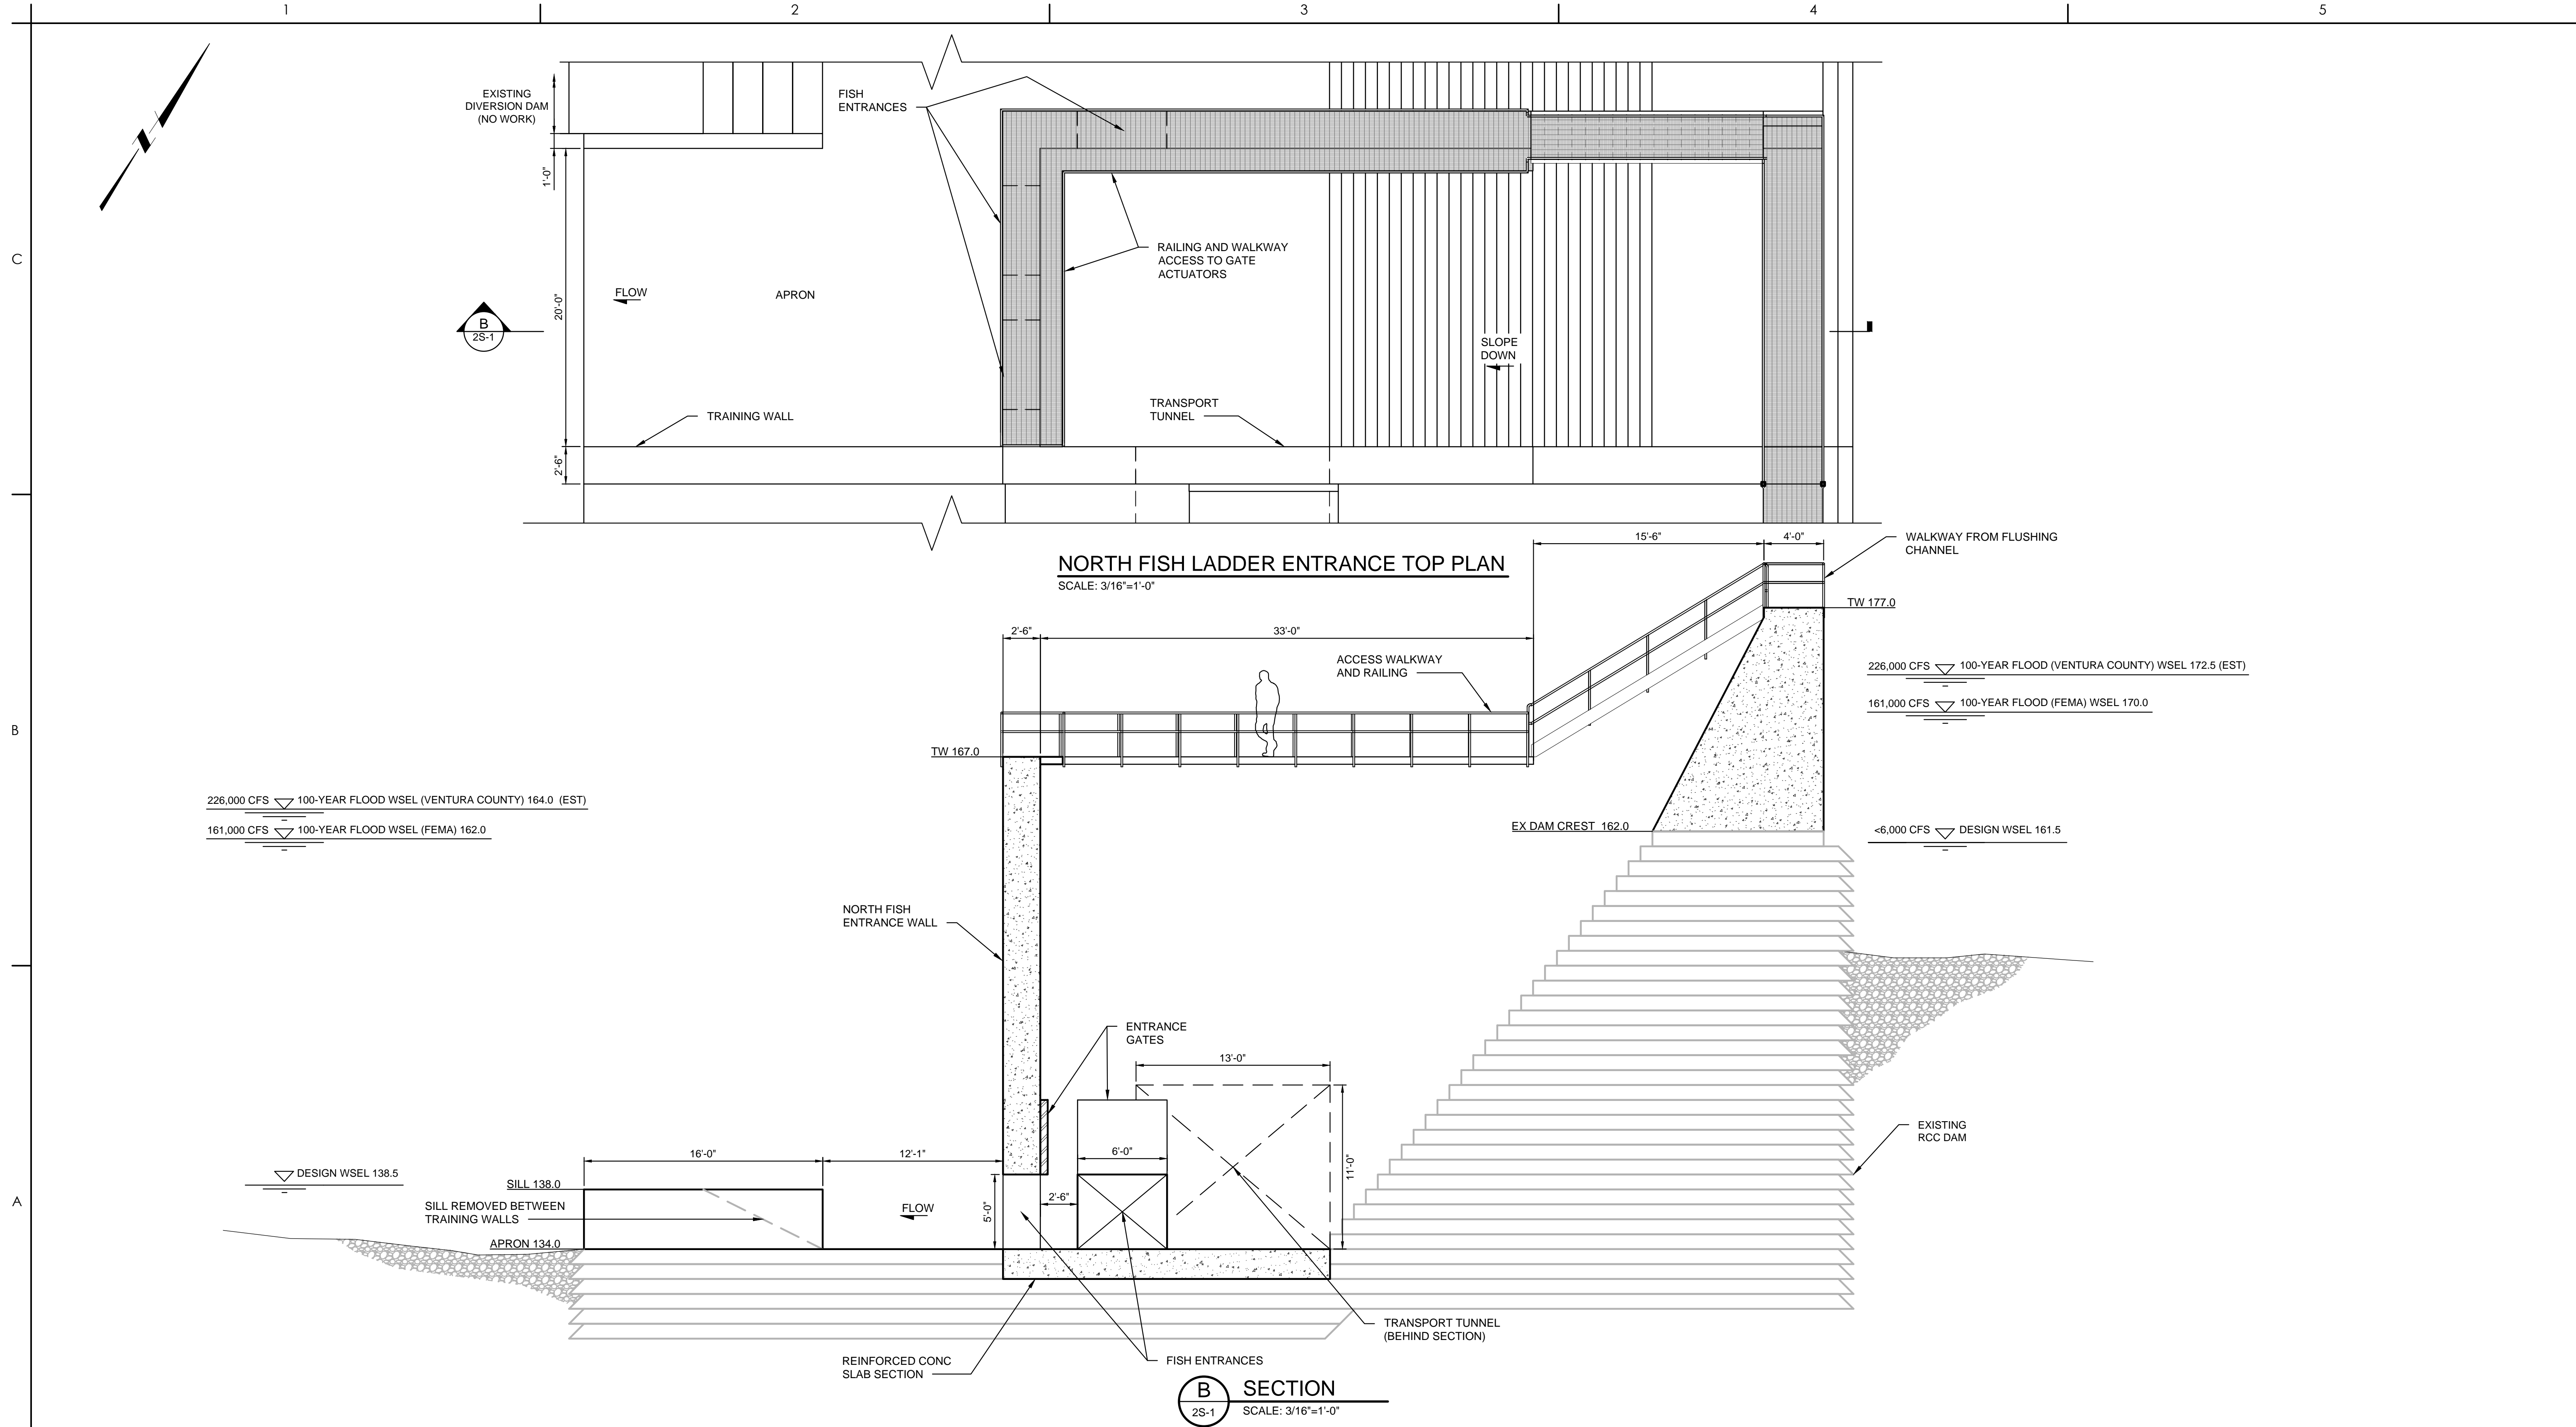 1
2
3
4
5
C
B
A
EXISTING
DIVERSION DAM
(NO WORK)
FISH
ENTRANCES
1'-0"
RAILING AND WALKWAY
ACCESS TO GATE
ACTUATORS
FLOW
APRON
20'-0"
B
2S-1
SLOPE
DOWN
TRAINING WALL
TRANSPORT
TUNNEL
2'-6"
NORTH FISH LADDER ENTRANCE TOP PLAN
SCALE: 3/16"=1'-0"
15'-6"
4'-0"
WALKWAY FROM FLUSHING
CHANNEL
TW 177.0
2'-6"
33'-0"
ACCESS WALKWAY
AND RAILING
226,000 CFS 100-YEAR FLOOD (VENTURA COUNTY) WSEL 172.5 (EST)
161,000 CFS 100-YEAR FLOOD (FEMA) WSEL 170.0
TW 167.0
226,000 CFS 100-YEAR FLOOD WSEL (VENTURA COUNTY) 164.0 (EST)
161,000 CFS 100-YEAR FLOOD WSEL (FEMA) 162.0
EX DAM CREST 162.0
<6,000 CFS DESIGN WSEL 161.5
NORTH FISH
ENTRANCE WALL
ENTRANCE
GATES
13'-0"
EXISTING
RCC DAM
16'-0"
12'-1"
6'-0"
11'-0"
DESIGN WSEL 138.5
SILL 138.0
SILL REMOVED BETWEEN
TRAINING WALLS
FLOW
5'-0"
2'-6"
APRON 134.0
TRANSPORT TUNNEL
(BEHIND SECTION)
REINFORCED CONC
SLAB SECTION
FISH ENTRANCES
B
2S-1
SECTION
SCALE: 3/16"=1'-0"